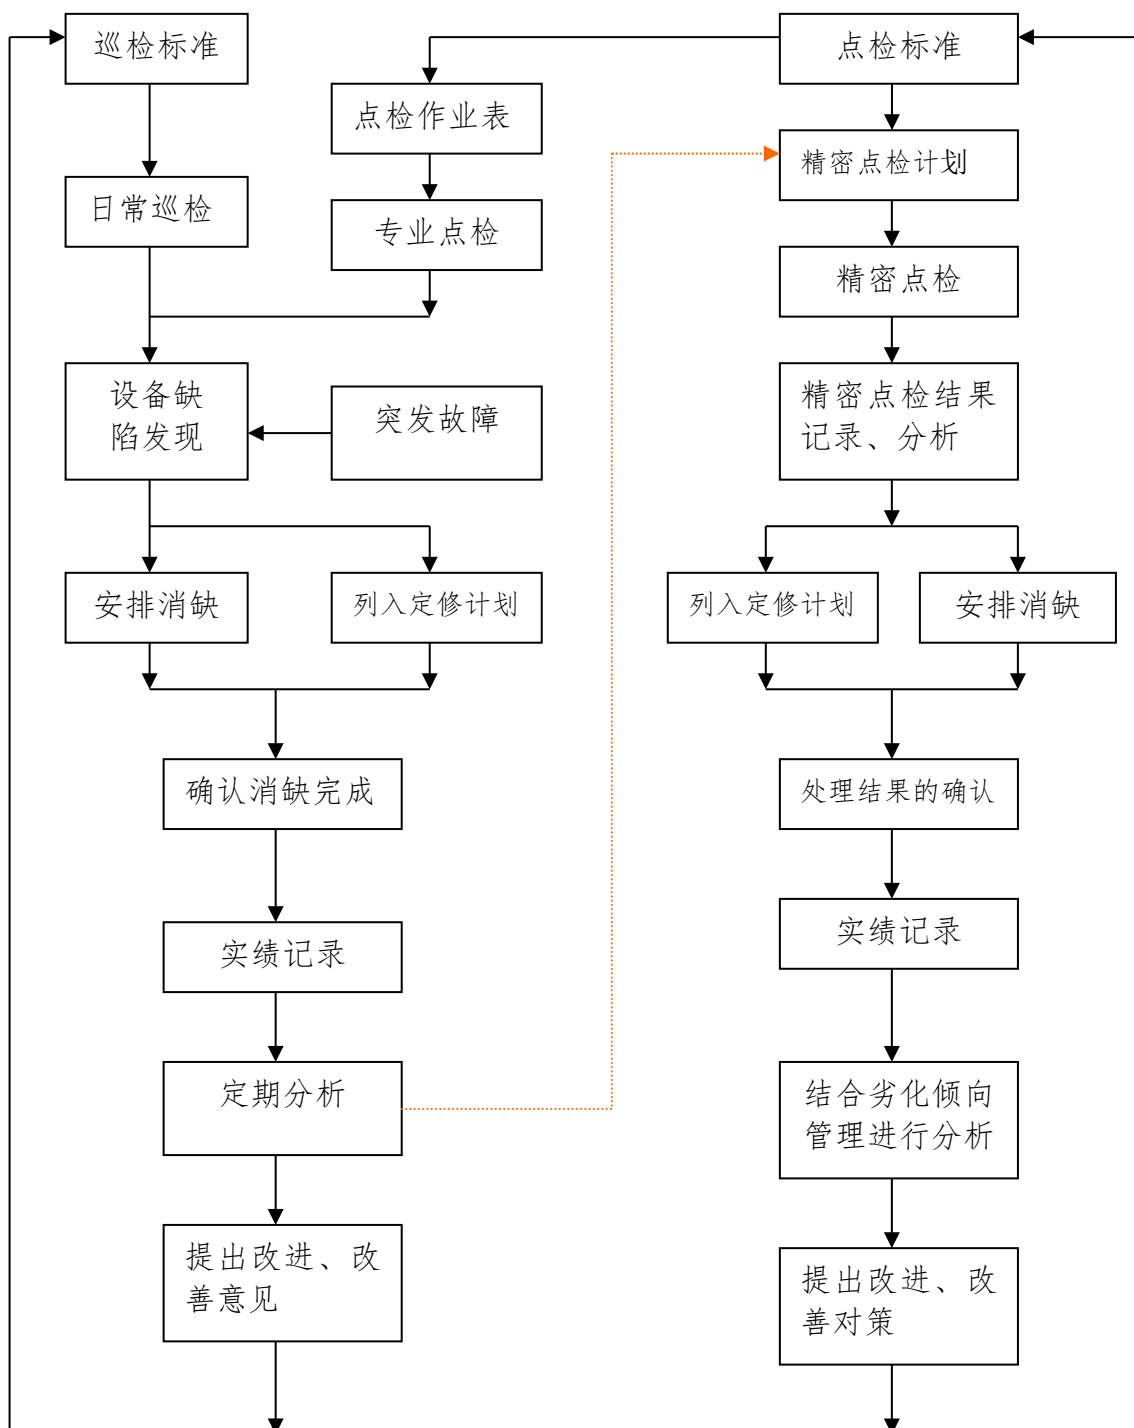 巡检标准
点检标准
点检作业表
精密点检计划
日常巡检
专业点检
精密点检
设备缺
陷发现
突发故障
精密点检结果
记录、分析
安排消缺
列入定修计划
列入定修计划
安排消缺
确认消缺完成
处理结果的确认
实绩记录
实绩记录
定期分析
结合劣化倾向
管理进行分析
提出改进、改
善意见
提出改进、改
善对策